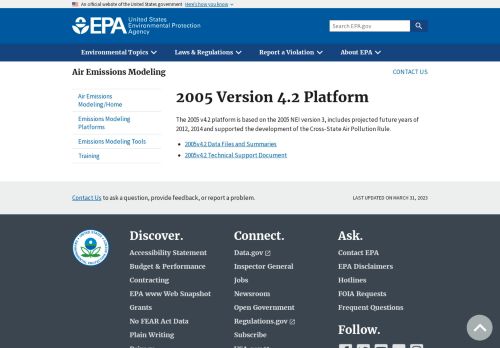 An official website of the United States government Here's how you know
EPA United States
Environmental Protection
Agency
Search EPA.gov
Environmental Topics
Laws & Regulations
Report a Violation
About EPA
Air Emissions Modeling
CONTACT US
Air Emissions
Modeling/Home
Emissions Modeling
Platforms
Emissions Modeling Tools
Training
2005 Version 4.2 Platform
The 2005 v4.2 platform is based on the 2005 NEI version 3, includes projected future years of
2012, 2014 and supported the development of the Cross-State Air Pollution Rule.
2005v4.2 Data Files and Summaries
2005v4.2 Technical Support Document
Contact Us to ask a question, provide feedback, or report a problem.
LAST UPDATED ON MARCH 31, 2023
Discover.
Accessibility Statement
Budget & Performance
Contracting
EPA www Web Snapshot
Grants
No FEAR Act Data
Plain Writing
Connect.
Data.gov
Inspector General
Jobs
Newsroom
Open Government
Regulations.gov
Subscribe
Ask.
Contact EPA
EPA Disclaimers
Hotlines
FOIA Requests
Frequent Questions
Follow.